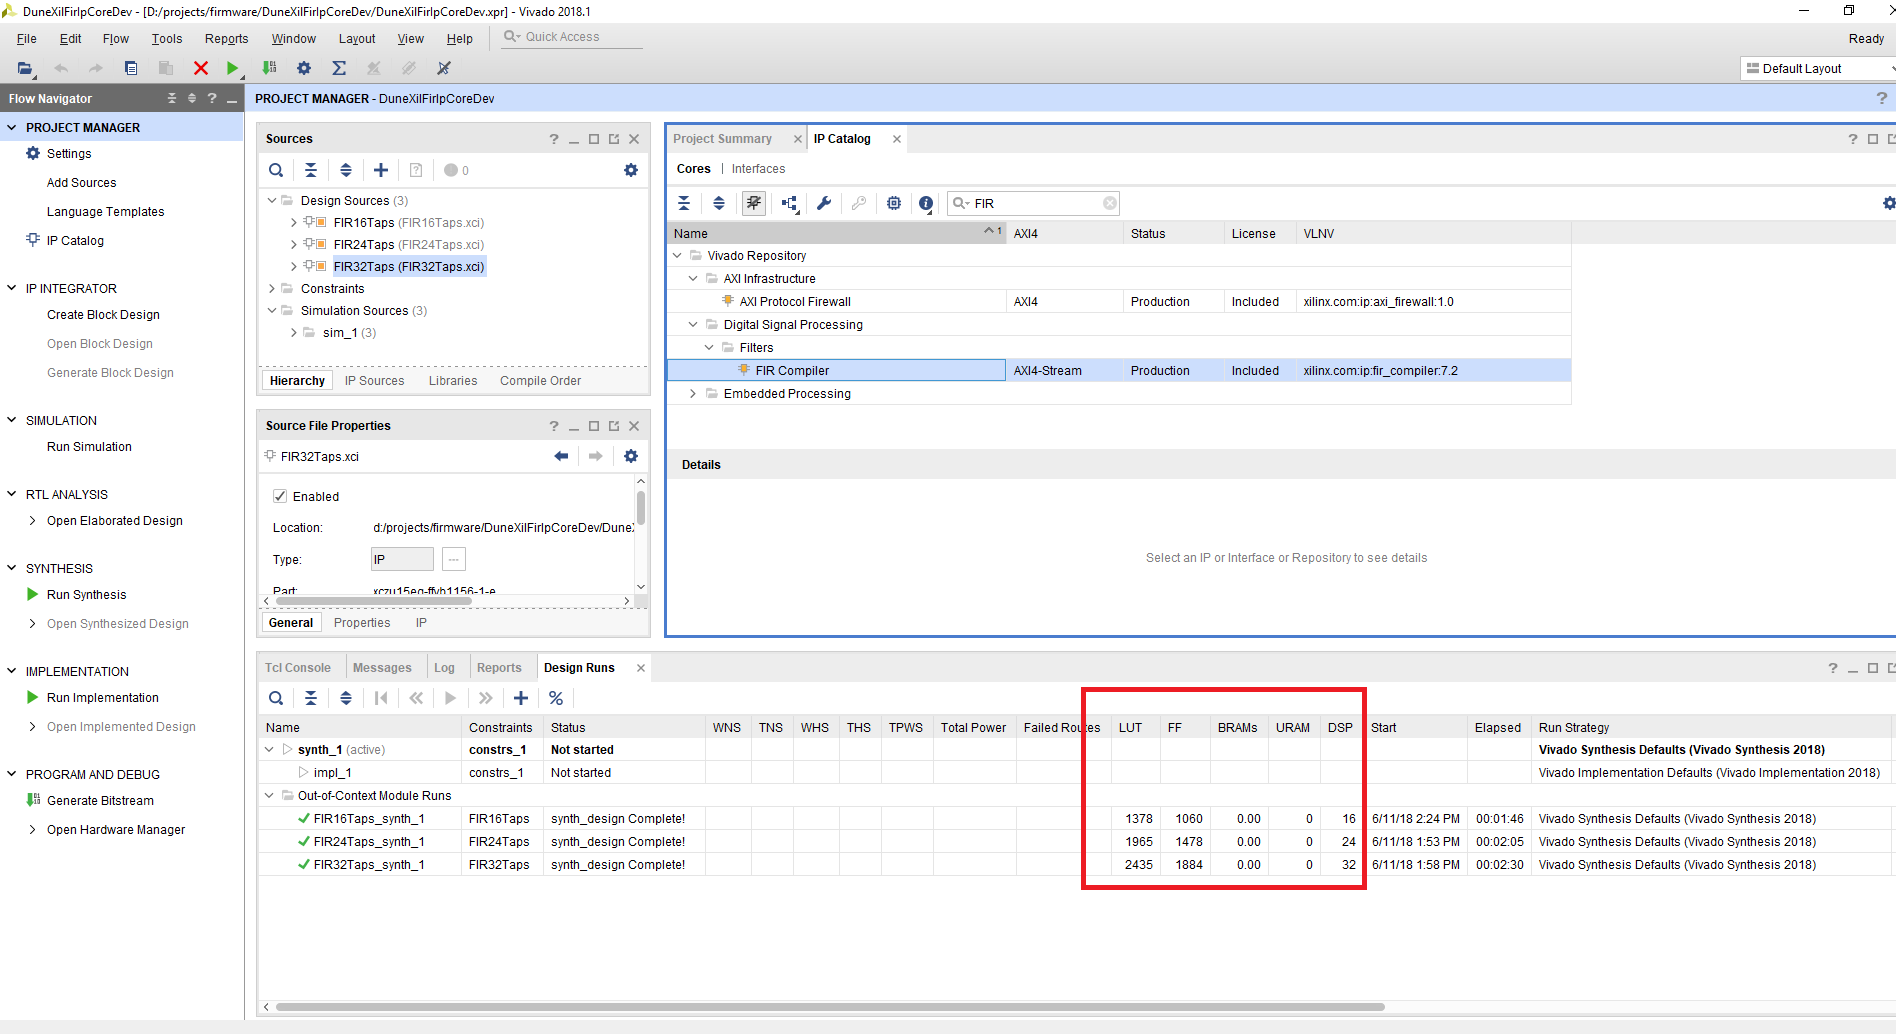 DuneXilFirIpCoreDev - [D:/projects/firmware/DuneXilFirIpCoreDev/DuneXilFirIpCoreDev.xpr] - Vivado 2018.1
File Edit Flow Tools Reports Window Layout View Help Quick Access Ready
Default Layout
Flow Navigator
PROJECT MANAGER - DuneXilFirIpCoreDev
PROJECT MANAGER
Settings
Add Sources
Language Templates
IP Catalog
IP INTEGRATOR
Create Block Design
Open Block Design
Generate Block Design
SIMULATION
Run Simulation
RTL ANALYSIS
Open Elaborated Design
SYNTHESIS
Run Synthesis
Open Synthesized Design
IMPLEMENTATION
Run Implementation
Open Implemented Design
PROGRAM AND DEBUG
Generate Bitstream
Open Hardware Manager
Sources
0
Design Sources (3)
FIR16Taps (FIR16Taps.xci)
FIR24Taps (FIR24Taps.xci)
FIR32Taps (FIR32Taps.xci)
Constraints
Simulation Sources (3)
sim_1 (3)
Hierarchy IP Sources Libraries Compile Order
Source File Properties
FIR32Taps.xci
Enabled
Location: d:/projects/firmware/DuneXilFirIpCoreDev/DuneX
Type: IP
Part: xczu15eg-ffvb1156-1-e
General Properties IP
Project Summary IP Catalog
Cores | Interfaces
FIR
Name 1 AXI4 Status License VLNV
Vivado Repository
AXI Infrastructure
AXI Protocol Firewall AXI4 Production Included xilinx.com:ip:axi_firewall:1.0
Digital Signal Processing
Filters
FIR Compiler AXI4-Stream Production Included xilinx.com:ip:fir_compiler:7.2
Embedded Processing
Details
Select an IP or Interface or Repository to see details
Tcl Console Messages Log Reports Design Runs
Name Constraints Status WNS TNS WHS THS TPWS Total Power Failed Routes LUT FF BRAMs URAM DSP Start Elapsed Run Strategy
synth_1 (active) constrs_1 Not started Vivado Synthesis Defaults (Vivado Synthesis 2018)
impl_1 constrs_1 Not started Vivado Implementation Defaults (Vivado Implementation 2018)
Out-of-Context Module Runs
FIR16Taps_synth_1 FIR16Taps synth_design Complete! 1378 1060 0.00 0 16 6/11/18 2:24 PM 00:01:46 Vivado Synthesis Defaults (Vivado Synthesis 2018)
FIR24Taps_synth_1 FIR24Taps synth_design Complete! 1965 1478 0.00 0 24 6/11/18 1:53 PM 00:02:05 Vivado Synthesis Defaults (Vivado Synthesis 2018)
FIR32Taps_synth_1 FIR32Taps synth_design Complete! 2435 1884 0.00 0 32 6/11/18 1:58 PM 00:02:30 Vivado Synthesis Defaults (Vivado Synthesis 2018)